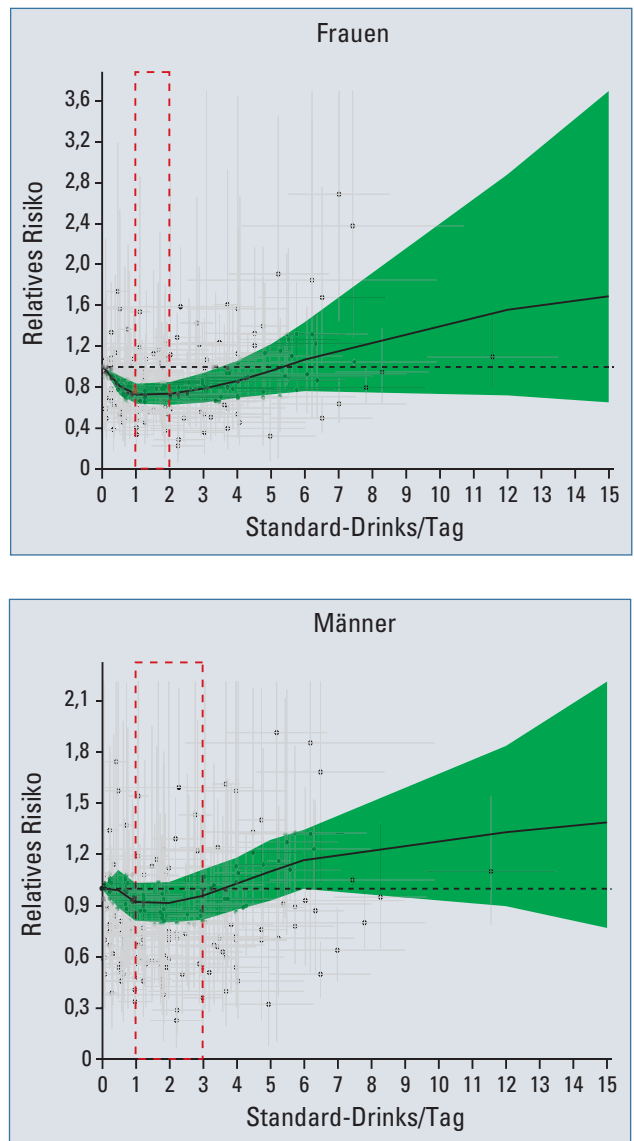 Frauen
Relatives Risiko
3,6
3,2
2,8
2,4
2,0
1,6
1,2
0,8
0,4
0
0 1 2 3 4 5 6 7 8 9 10 11 12 13 14 15
Standard-Drinks/Tag
Männer
Relatives Risiko
2,1
1,8
1,5
1,2
0,9
0,6
0,3
0
0 1 2 3 4 5 6 7 8 9 10 11 12 13 14 15
Standard-Drinks/Tag